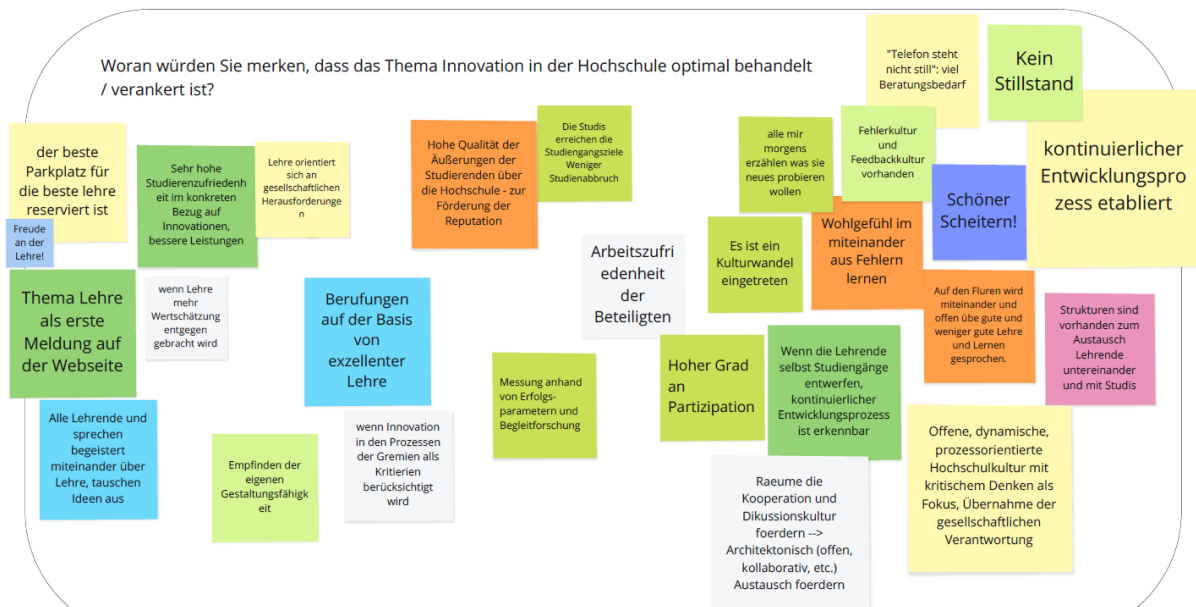 Woran würden Sie merken, dass das Thema Innovation in der Hochschule optimal behandelt
/ verankert ist?
"Telefon steht
nicht still": viel
Beratungsbedarf
Kein
Stillstand
der beste
Parkplatz für
die beste lehre
reserviert ist
Freude
an der
Lehre!
Sehr hohe
Studierenzufriedenh
eit im konkreten
Bezug auf
Innovationen,
bessere Leistungen
Lehre orientiert
sich an
gesellschaftlichen
Herausforderunge
n
Hohe Qualität der
Äußerungen der
Studierenden über
die Hochschule - zur
Förderung der
Reputation
Die Studis
erreichen die
Studiengangsziele
Weniger
Studienabbruch
alle mir
morgens
erzählen was sie
neues probieren
wollen
Fehlerkultur
und
Feedbackkultur
vorhanden
kontinuierlicher
Entwicklungspro
zess etabliert
Schöner
Scheitern!
Wohlgefühl im
miteinander
aus Fehlern
lernen
Es ist ein
Kulturwandel
eingetreten
Arbeitszufri
edenheit
der
Beteiligten
Thema Lehre
als erste
Meldung auf
der Webseite
wenn Lehre
mehr
Wertschätzung
entgegen
gebracht wird
Berufungen
auf der Basis
von
exzellenter
Lehre
Auf den Fluren wird
miteinander und
offen übe gute und
weniger gute Lehre
und Lernen
gesprochen.
Strukturen sind
vorhanden zum
Austausch
Lehrende
untereinander
und mit Studis
Hoher Grad
an
Partizipation
Wenn die Lehrende
selbst Studiengänge
entwerfen,
kontinuierlicher
Entwicklungsprozess
ist erkennbar
Messung anhand
von Erfolgs-
parametern und
Begleitforschung
Alle Lehrende und
sprechen
begeistert
miteinander über
Lehre, tauschen
Ideen aus
Empfinden der
eigenen
Gestaltungsfähigk
eit
wenn Innovation
in den Prozessen
der Gremien alls
Kritierien
berücksichtigt
wird
Raeume die
Kooperation und
Dikussionskultur
foerdern -->
Architektonisch (offen,
kollaborativ, etc.)
Austausch foerdern
Offene, dynamische,
prozessorientierte
Hochschulkultur mit
kritischem Denken als
Fokus, Übernahme der
gesellschaftlichen
Verantwortung